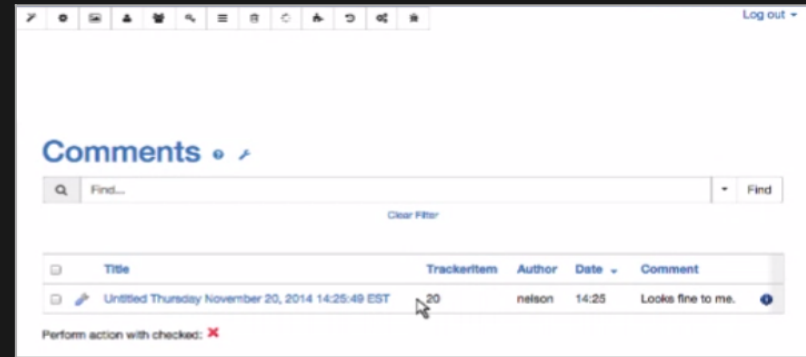 Log out
Comments
Find...
Find
Clear Filter
Title TrackerItem Author Date Comment
Untitled Thursday November 20, 2014 14:25:49 EST 20 nelson 14:25 Looks fine to me.
Perform action with checked: